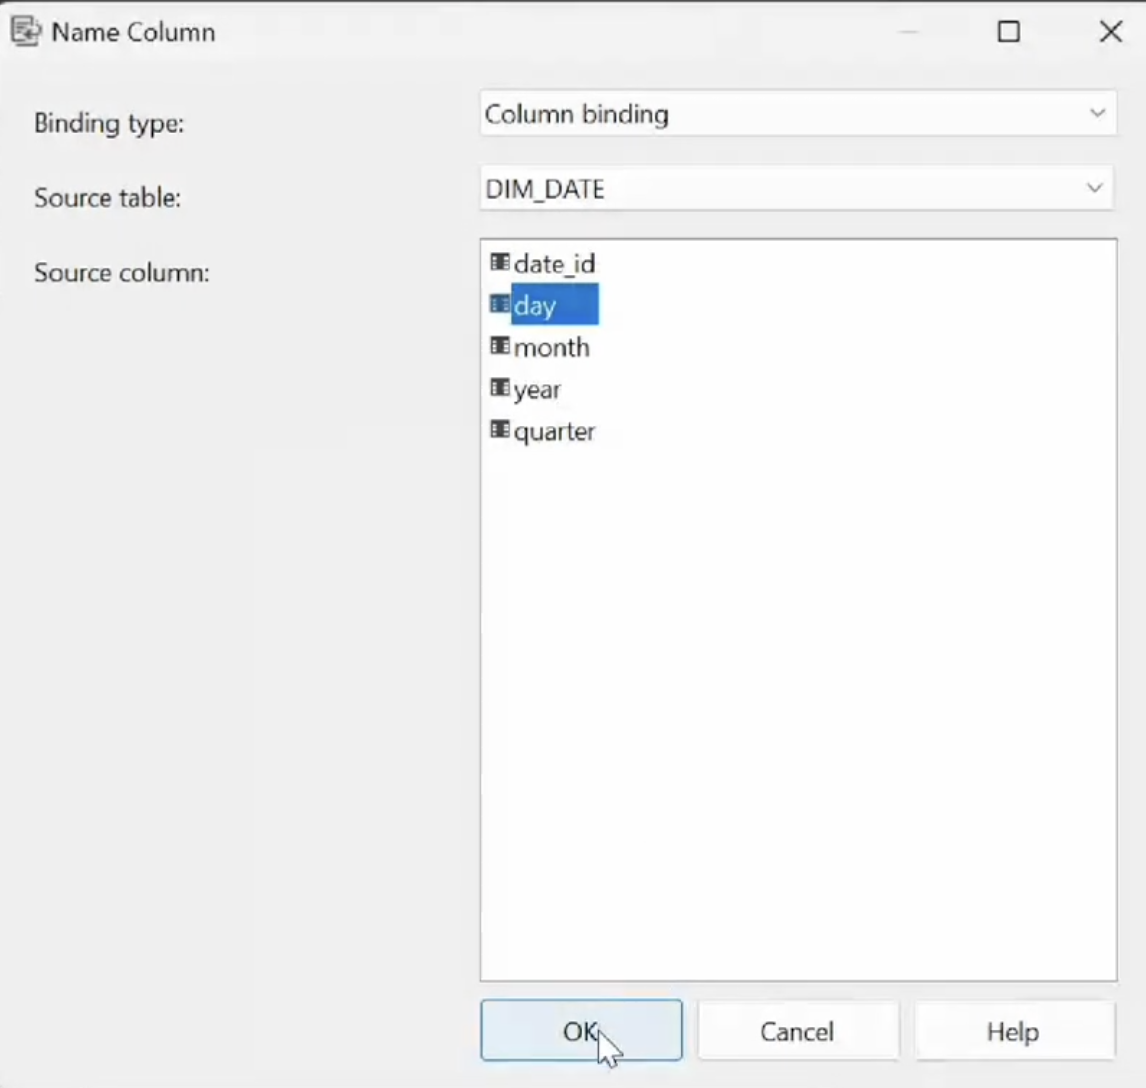 Name Column
Binding type:
Column binding
Source table:
DIM_DATE
Source column:
date_id
day
month
year
quarter
OK
Cancel
Help